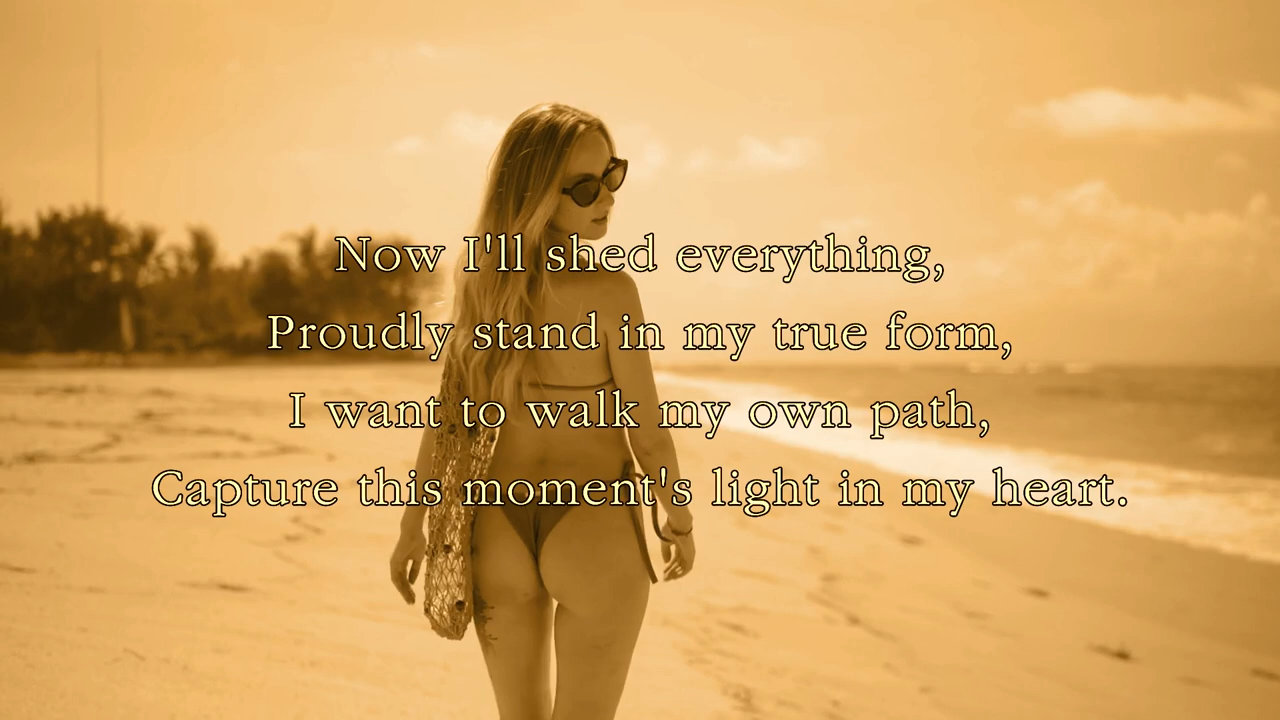 Now I'll shed everything,
Proudly stand in my true form,
I want to walk my own path,
Capture this moment's light in my heart.